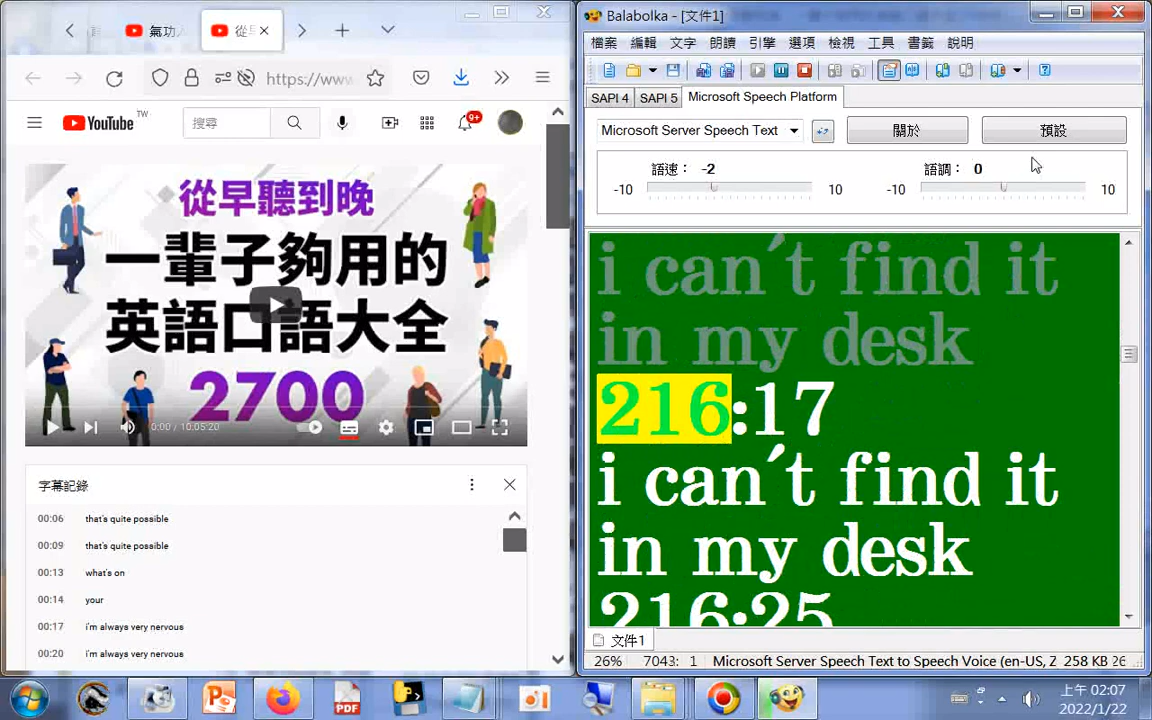 氣功
從
https://www
YouTube TW
搜尋
9+
從早聽到晚
一輩子夠用的
英語口語大全
2700
0:00 / 10:05:20
字幕記錄
00:06 that's quite possible
00:09 that's quite possible
00:13 what's on
00:14 your
00:17 i'm always very nervous
00:20 i'm always very nervous
Balabolka - [文件1]
檔案 編輯 文字 朗讀 引擎 選項 檢視 工具 書籤 說明
SAPI 4 SAPI 5 Microsoft Speech Platform
Microsoft Server Speech Text 關於 預設
語速： -2 語調： 0
-10 10 -10 10
i can't find it
in my desk
216:17
i can't find it
in my desk
216:25
文件1
26% 7043: 1 Microsoft Server Speech Text to Speech Voice (en-US, Z 258 KB 26
PDF
上午 02:07
2022/1/22